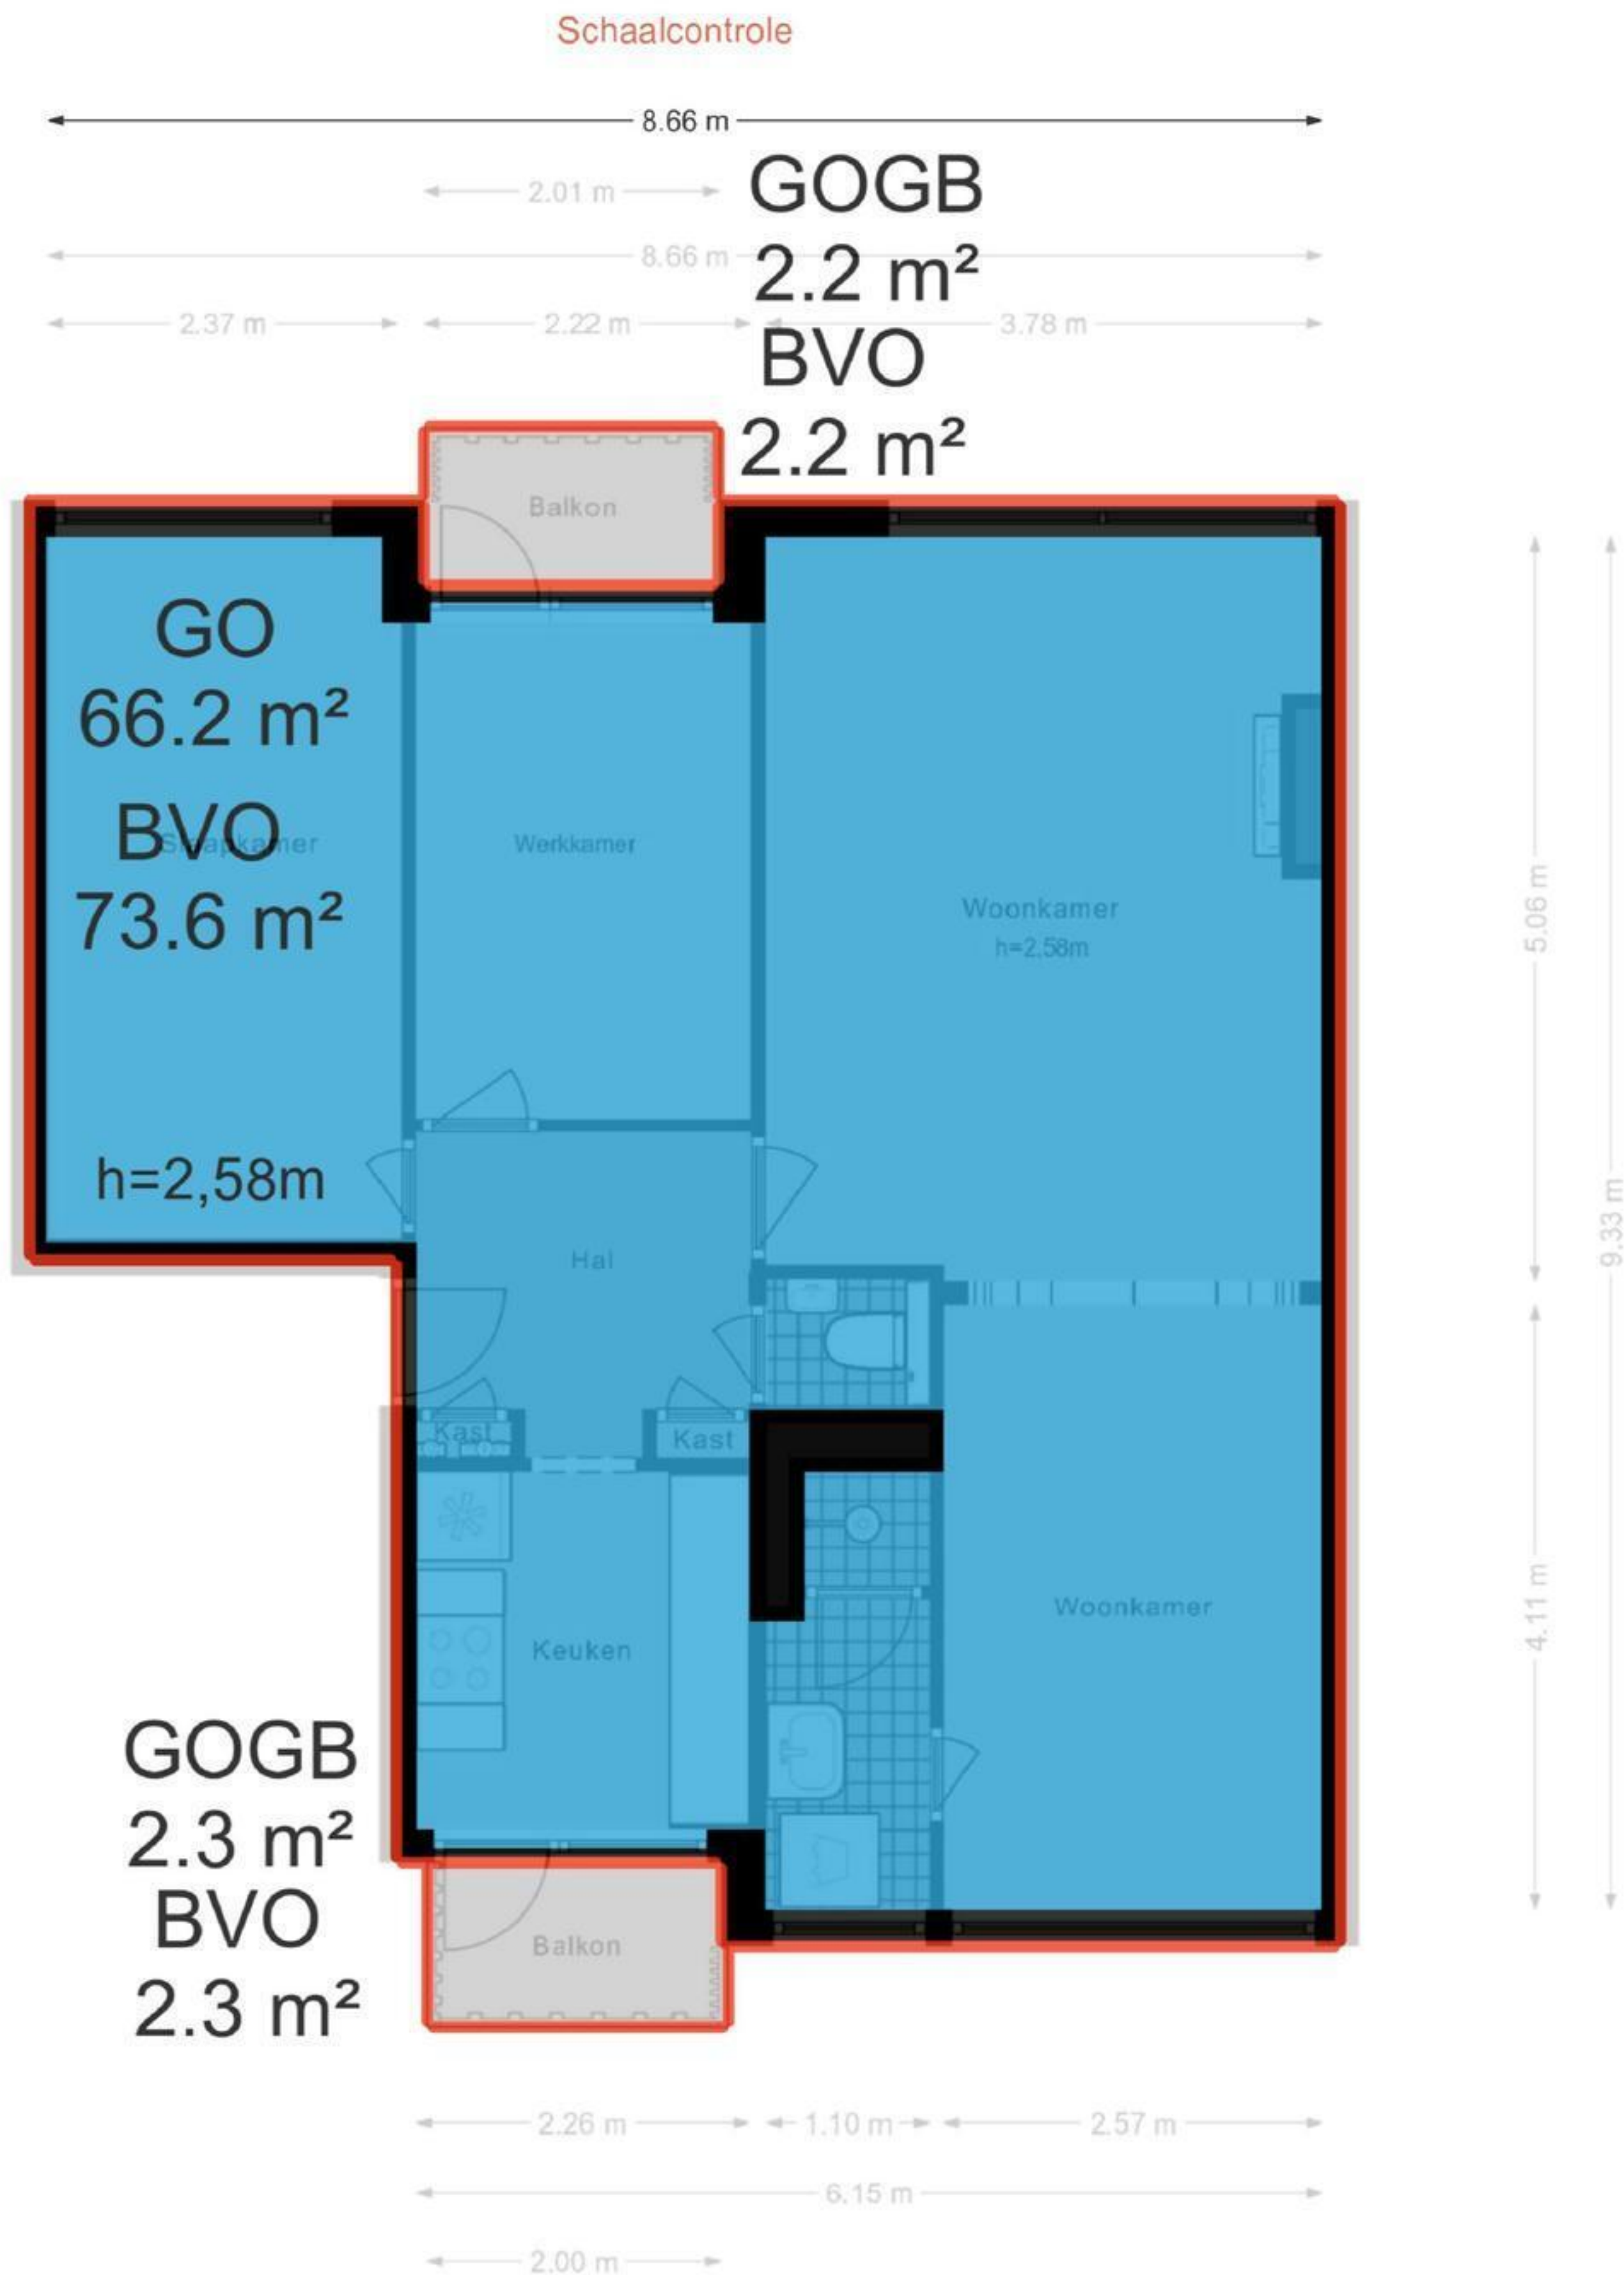 Schaalcontrole
8.66 m
2.01 m
GOGB
2.2 m²
8.66 m
2.37 m
2.22 m
3.78 m
BVO
2.2 m²
Balkon
GO
66.2 m²
BVO
73.6 m²
Slaapkamer
Werkkamer
Woonkamer
h=2.58m
5.06 m
h=2,58m
9.33 m
Hal
Kast
Kast
Keuken
Woonkamer
4.11 m
GOGB
2.3 m²
BVO
2.3 m²
Balkon
2.26 m
1.10 m
2.57 m
6.15 m
2.00 m